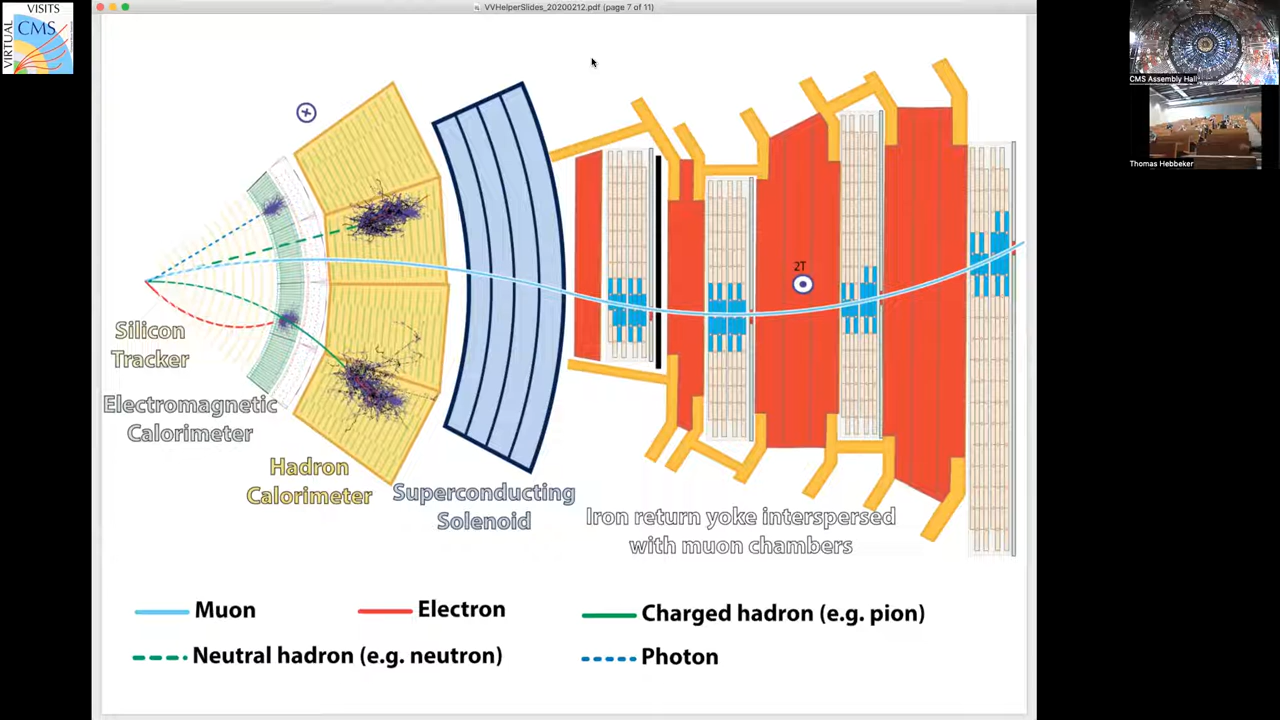 VISITS
VIRTUAL
CMS
VVHelperSlides_20200212.pdf (page 7 of 11)
CMS Assembly Hall
Thomas Hebbeker
2T
Silicon
Tracker
Electromagnetic
Calorimeter
Hadron
Calorimeter
Superconducting
Solenoid
Iron return yoke interspersed
with muon chambers
Muon
Electron
Charged hadron (e.g. pion)
Neutral hadron (e.g. neutron)
Photon